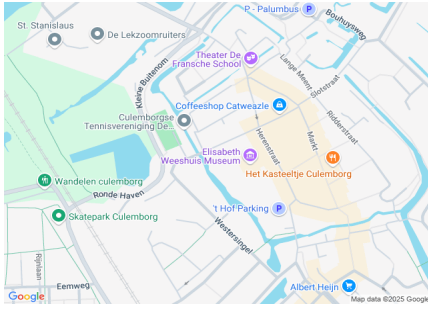 P - Palumbus
Bouhuysweg
St. Stanislaus
De Lekzoomruiters
Theater De
Fransche School
Lange Meent
Slotstraat
Kleine Buitenom
Coffeeshop Catweazle
Ridderstraat
Culemborgse
Tennisvereniging De...
Herenstraat
Markt
Elisabeth
Weeshuis Museum
Het Kasteeltje Culemborg
Wandelen culemborg
Ronde Haven
't Hof Parking
Skatepark Culemborg
Westersingel
Rijnlaan
Eemweg
Albert Heijn
Google
Map data ©2025 Google